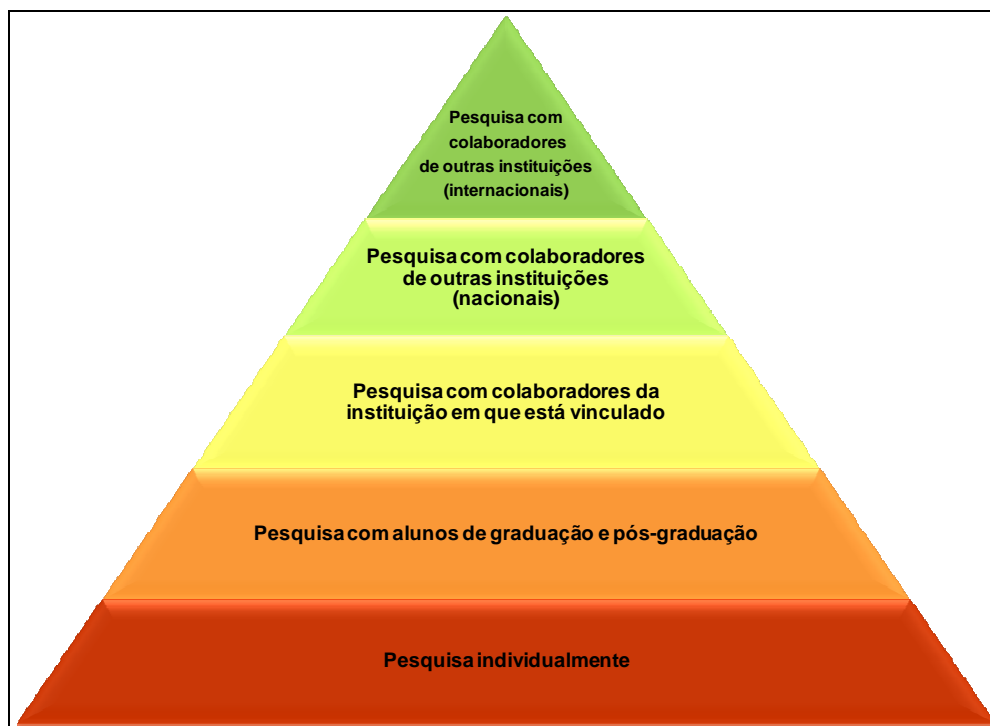 Pesquisa com
colaboradores
de outras instituições
(internacionais)
Pesquisa com colaboradores
de outras instituições
(nacionais)
Pesquisa com colaboradores da
instituição em que está vinculado
Pesquisa com alunos de graduação e pós-graduação
Pesquisa individualmente